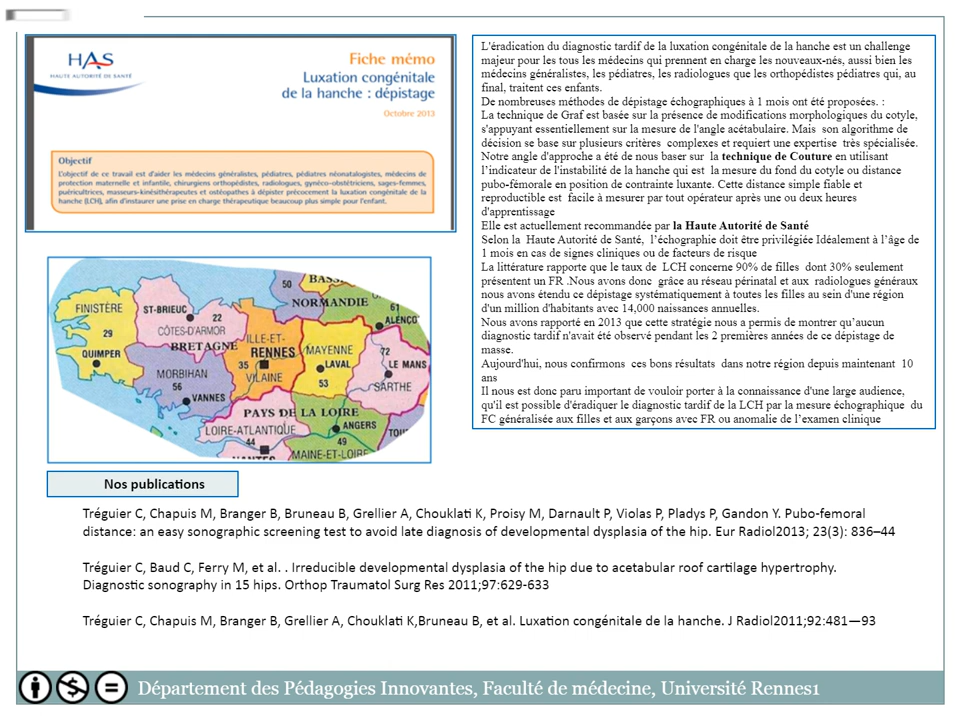 HAS
HAUTE AUTORITÉ DE SANTÉ
Fiche mémo
Luxation congénitale
de la hanche : dépistage
Octobre 2013
Objectif
L'objectif de ce travail est d'aider les médecins généralistes, pédiatres, pédiatres néonatalogistes, médecins de
protection maternelle et infantile, chirurgiens orthopédistes, radiologues, gynéco-obstétriciens, sages-femmes,
puéricultrices, masseurs-kinésithérapeutes et ostéopathes à dépister précocement la luxation congénitale de la
hanche (LCH), afin d'instaurer une prise en charge thérapeutique beaucoup plus simple pour l'enfant.
L'éradication du diagnostic tardif de la luxation congénitale de la hanche est un challenge
majeur pour les tous les médecins qui prennent en charge les nouveaux-nés, aussi bien les
médecins généralistes, les pédiatres, les radiologues que les orthopédistes pédiatres qui, au
final, traitent ces enfants.
De nombreuses méthodes de dépistage échographiques à 1 mois ont été proposées. :
La technique de Graf est basée sur la présence de modifications morphologiques du cotyle,
s'appuyant essentiellement sur la mesure de l'angle acétabulaire. Mais son algorithme de
décision se base sur plusieurs critères complexes et requiert une expertise très spécialisée.
Notre angle d'approche a été de nous baser sur la technique de Couture en utilisant
l'indicateur de l'instabilité de la hanche qui est la mesure du fond du cotyle ou distance
pubo-fémorale en position de contrainte luxante. Cette distance simple fiable et
reproductible est facile à mesurer par tout opérateur après une ou deux heures
d'apprentissage
Elle est actuellement recommandée par la Haute Autorité de Santé
Selon la Haute Autorité de Santé, l'échographie doit être privilégiée Idéalement à l'âge de
1 mois en cas de signes cliniques ou de facteurs de risque
La littérature rapporte que le taux de LCH concerne 90% de filles dont 30% seulement
présentent un FR .Nous avons donc grâce au réseau périnatal et aux radiologues généraux
nous avons étendu ce dépistage systématiquement à toutes les filles au sein d'une région
d'un million d'habitants avec 14,000 naissances annuelles.
Nous avons rapporté en 2013 que cette stratégie nous a permis de montrer qu'aucun
diagnostic tardif n'avait été observé pendant les 2 premières années de ce dépistage de
masse.
Aujourd'hui, nous confirmons ces bons résultats dans notre région depuis maintenant 10
ans
Il nous est donc paru important de vouloir porter à la connaissance d'une large audience,
qu'il est possible d'éradiquer le diagnostic tardif de la LCH par la mesure échographique du
FC généralisée aux filles et aux garçons avec FR ou anomalie de l'examen clinique
50
BASS
NORMANDIE
61
ALENÇO
FINISTÈRE
29
QUIMPER
ST-BRIEUC
22
CÔTES-D'ARMOR
BRETAGNE
ILLE-ET-
RENNES
35
VILAINE
MAYENNE
LAVAL
53
72
LE MANS
SARTHE
MORBIHAN
56
VANNES
PAYS DE LA LOIRE
LOIRE-ATLANTIQUE
44
NANTES
ANGERS
49
MAINE-ET-LOIRE
TOU
Nos publications
Tréguier C, Chapuis M, Branger B, Bruneau B, Grellier A, Chouklati K, Proisy M, Darnault P, Violas P, Pladys P, Gandon Y. Pubo-femoral
distance: an easy sonographic screening test to avoid late diagnosis of developmental dysplasia of the hip. Eur Radiol2013; 23(3): 836–44
Tréguier C, Baud C, Ferry M, et al. . Irreducible developmental dysplasia of the hip due to acetabular roof cartilage hypertrophy.
Diagnostic sonography in 15 hips. Orthop Traumatol Surg Res 2011;97:629-633
Tréguier C, Chapuis M, Branger B, Grellier A, Chouklati K,Bruneau B, et al. Luxation congénitale de la hanche. J Radiol2011;92:481—93
Département des Pédagogies Innovantes, Faculté de médecine, Université Rennes1